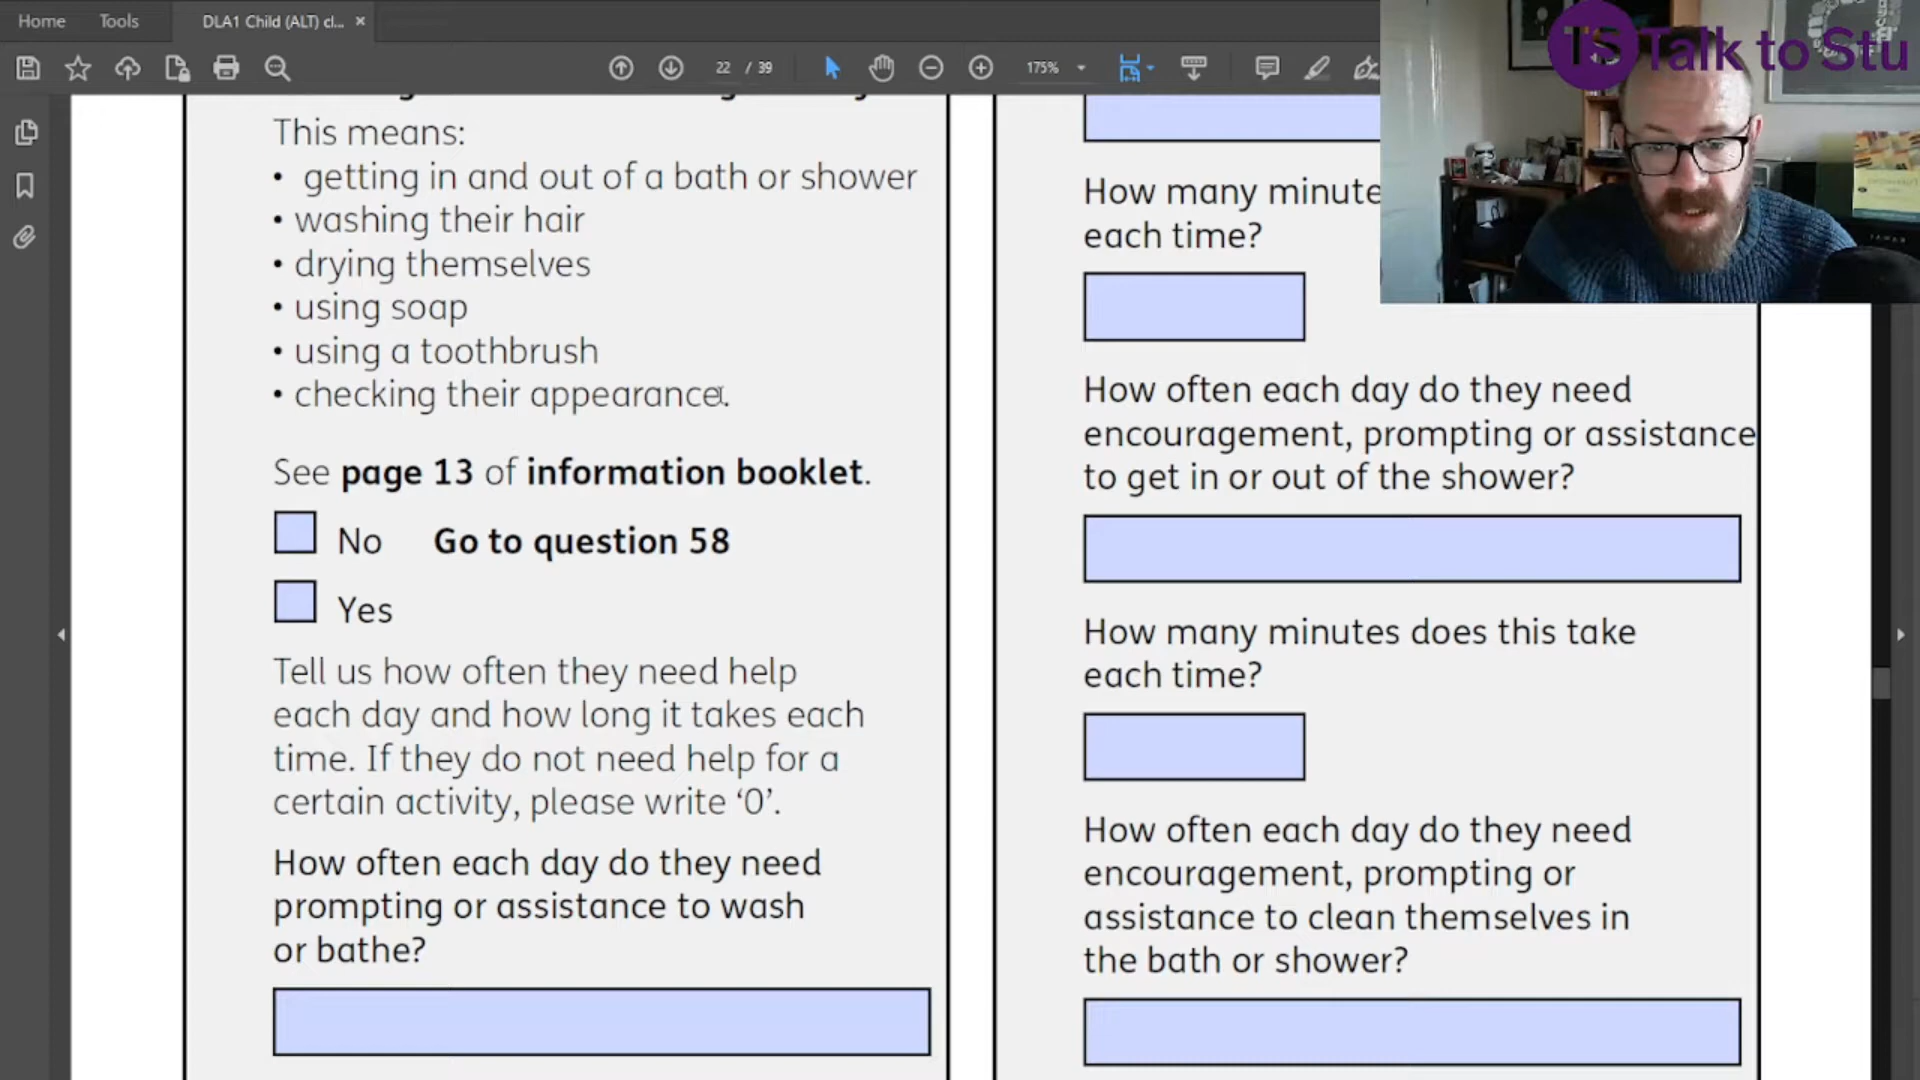 Home
Tools
DLA1 Child (ALT) cl...
22 / 39
175%
TS Talk to Stu
This means:
• getting in and out of a bath or shower
• washing their hair
• drying themselves
• using soap
• using a toothbrush
• checking their appearance.
See page 13 of information booklet.
No Go to question 58
Yes
Tell us how often they need help
each day and how long it takes each
time. If they do not need help for a
certain activity, please write ‘0’.
How often each day do they need
prompting or assistance to wash
or bathe?
How many minute
each time?
How often each day do they need
encouragement, prompting or assistance
to get in or out of the shower?
How many minutes does this take
each time?
How often each day do they need
encouragement, prompting or
assistance to clean themselves in
the bath or shower?